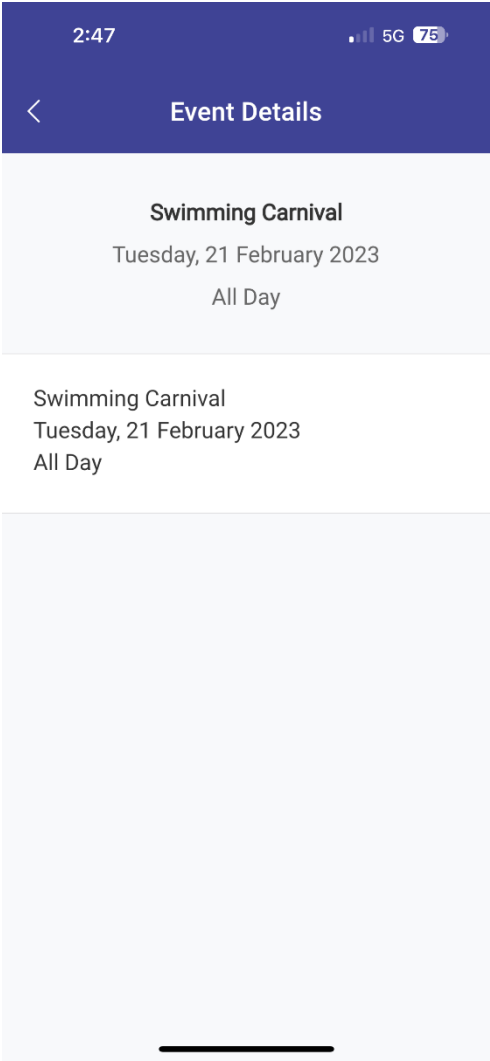 2:47
5G
75
Event Details
Swimming Carnival
Tuesday, 21 February 2023
All Day
Swimming Carnival
Tuesday, 21 February 2023
All Day